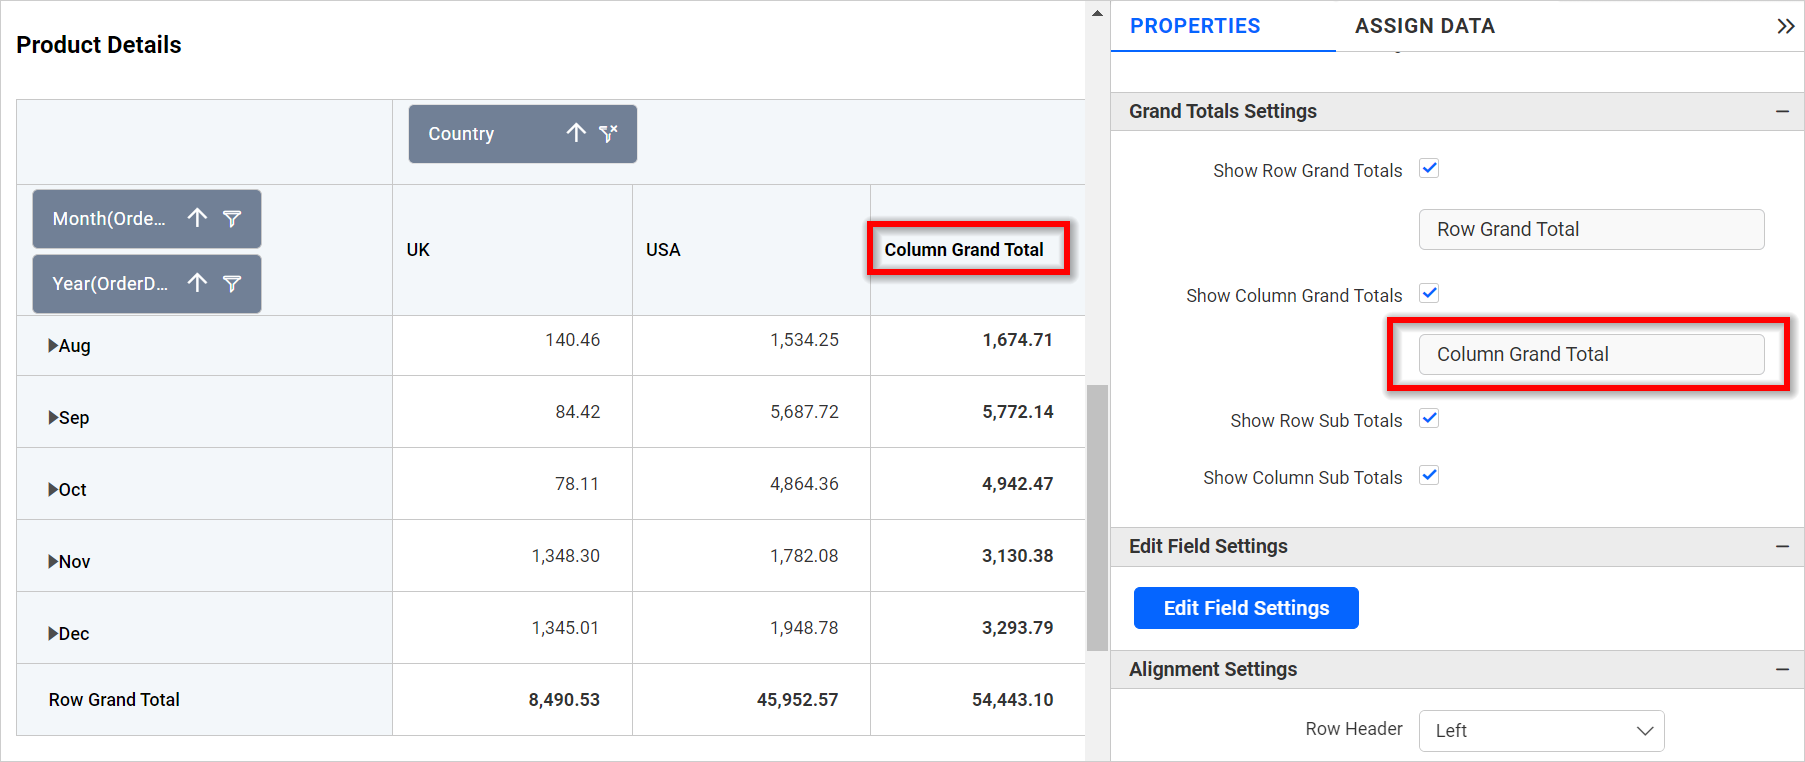 Product Details
Country
Month(Orde...
Year(OrderD...
UK USA Column Grand Total
Aug 140.46 1,534.25 1,674.71
Sep 84.42 5,687.72 5,772.14
Oct 78.11 4,864.36 4,942.47
Nov 1,348.30 1,782.08 3,130.38
Dec 1,345.01 1,948.78 3,293.79
Row Grand Total 8,490.53 45,952.57 54,443.10
PROPERTIES ASSIGN DATA
Grand Totals Settings
Show Row Grand Totals
Row Grand Total
Show Column Grand Totals
Column Grand Total
Show Row Sub Totals
Show Column Sub Totals
Edit Field Settings
Edit Field Settings
Alignment Settings
Row Header Left